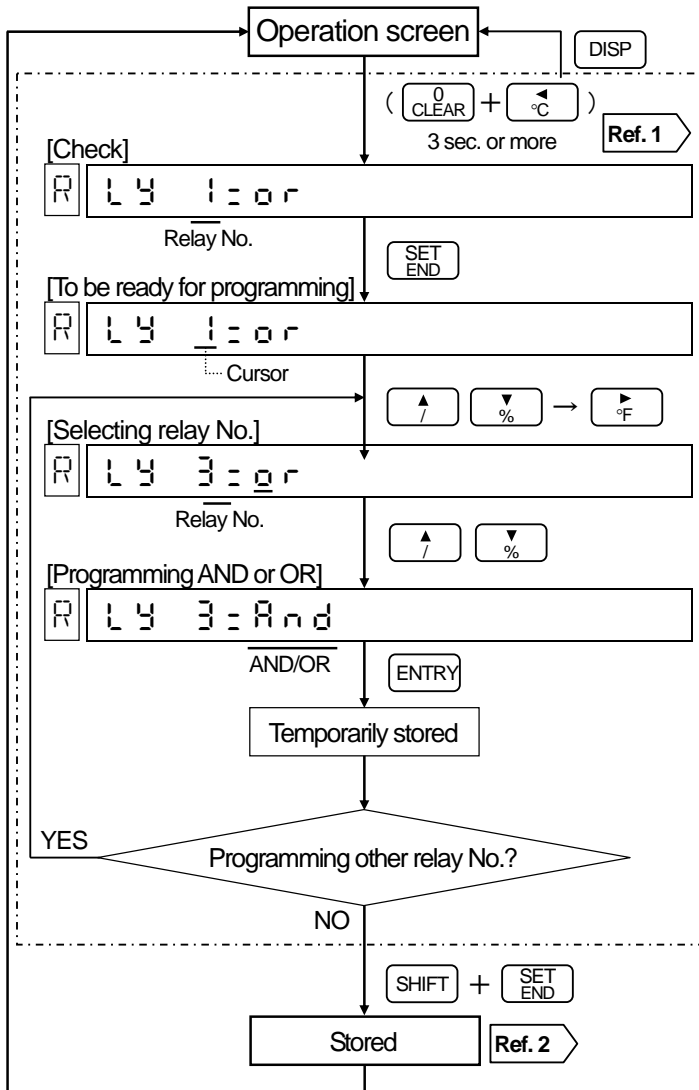 Operation screen
DISP
( 0 CLEAR + ◄ °C )
3 sec. or more
Ref. 1
[Check]
R LY 1=or
Relay No.
SET END
[To be ready for programming]
R LY 1=or
Cursor
▲ / ▼ % → ► °F
[Selecting relay No.]
R LY 3=or
Relay No.
▲ / ▼ %
[Programming AND or OR]
R LY 3=And
AND/OR
ENTRY
Temporarily stored
YES
Programming other relay No.?
NO
SHIFT + SET END
Stored
Ref. 2